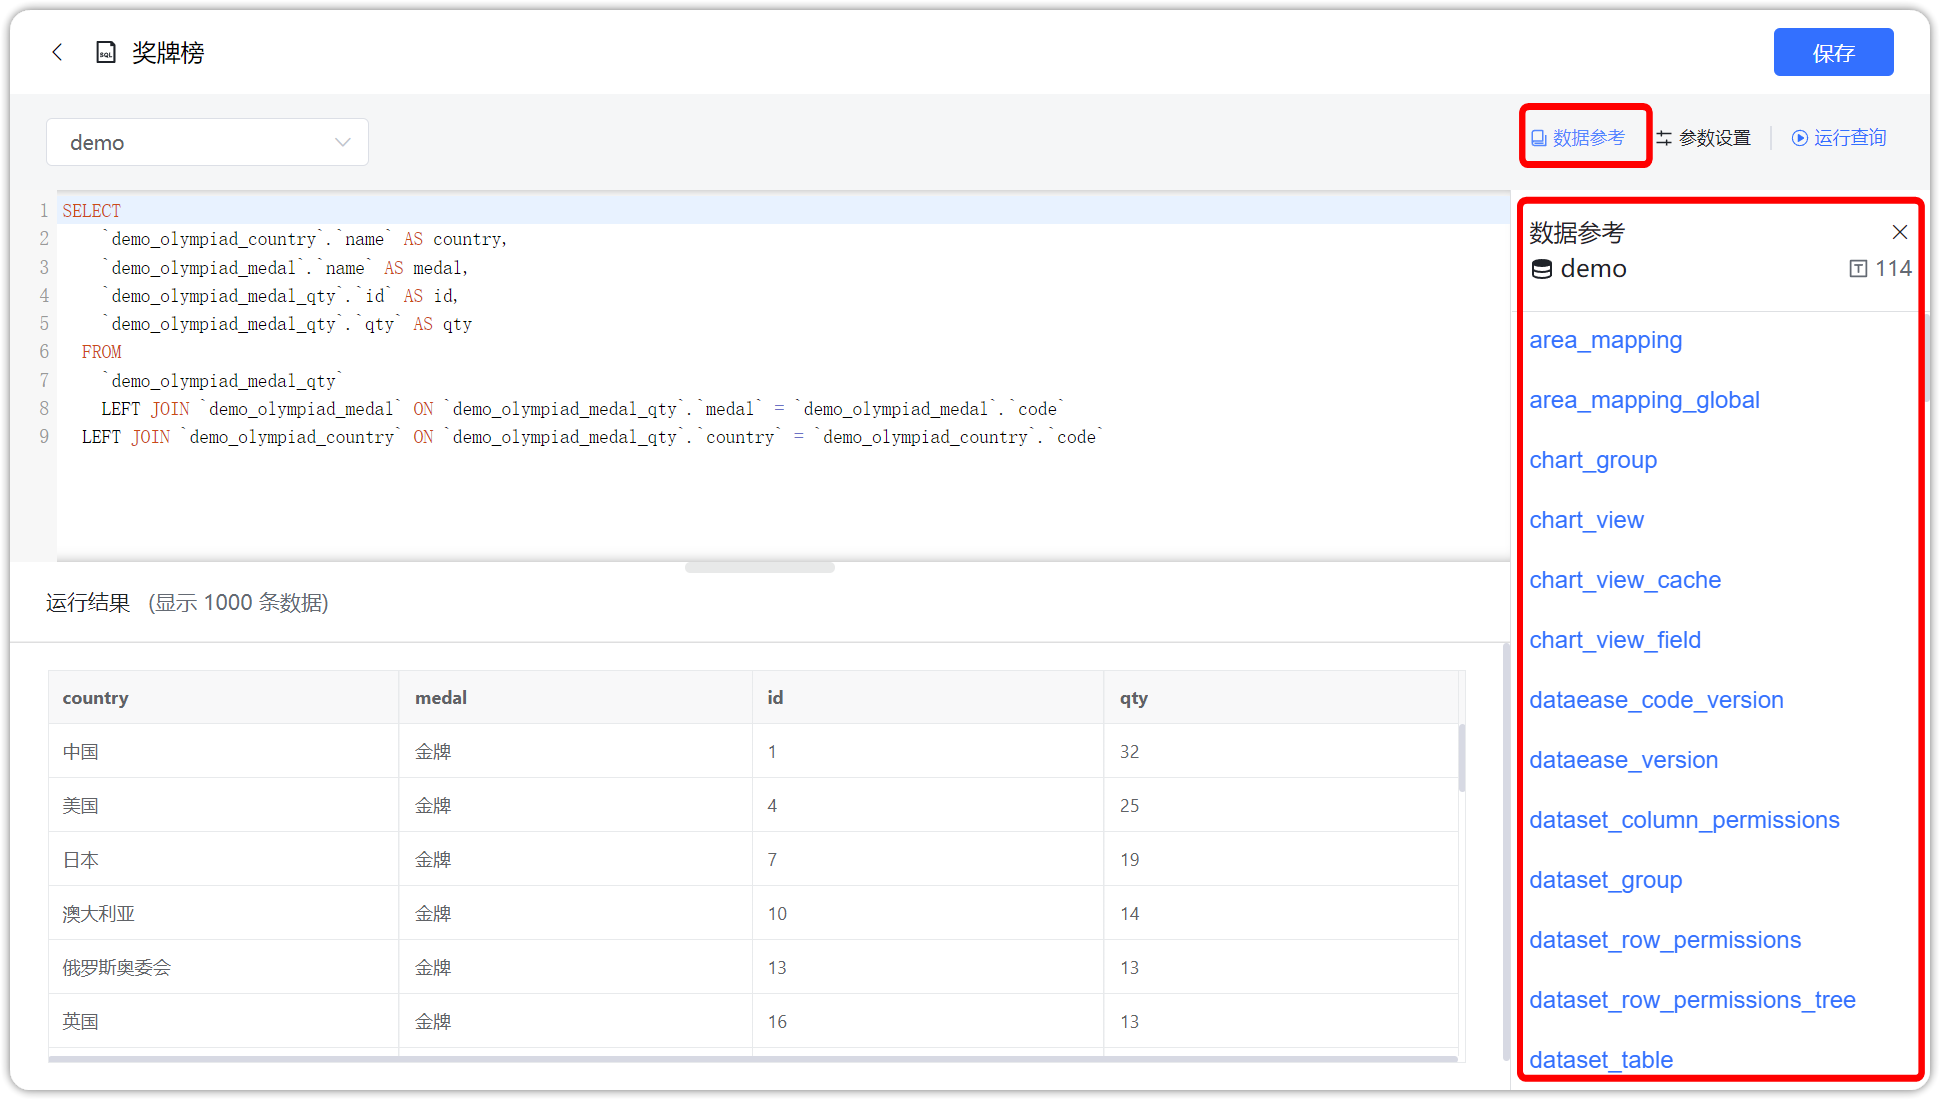 奖牌榜
保存
demo
数据参考 参数设置 运行查询
1 SELECT
2 `demo_olympiad_country`.`name` AS country,
3 `demo_olympiad_medal`.`name` AS medal,
4 `demo_olympiad_medal_qty`.`id` AS id,
5 `demo_olympiad_medal_qty`.`qty` AS qty
6 FROM
7 `demo_olympiad_medal_qty`
8 LEFT JOIN `demo_olympiad_medal` ON `demo_olympiad_medal_qty`.`medal` = `demo_olympiad_medal`.`code`
9 LEFT JOIN `demo_olympiad_country` ON `demo_olympiad_medal_qty`.`country` = `demo_olympiad_country`.`code`
运行结果 (显示 1000 条数据)
country medal id qty
中国 金牌 1 32
美国 金牌 4 25
日本 金牌 7 19
澳大利亚 金牌 10 14
俄罗斯奥委会 金牌 13 13
英国 金牌 16 13
数据参考
demo 114
area_mapping
area_mapping_global
chart_group
chart_view
chart_view_cache
chart_view_field
dataease_code_version
dataease_version
dataset_column_permissions
dataset_group
dataset_row_permissions
dataset_row_permissions_tree
dataset_table